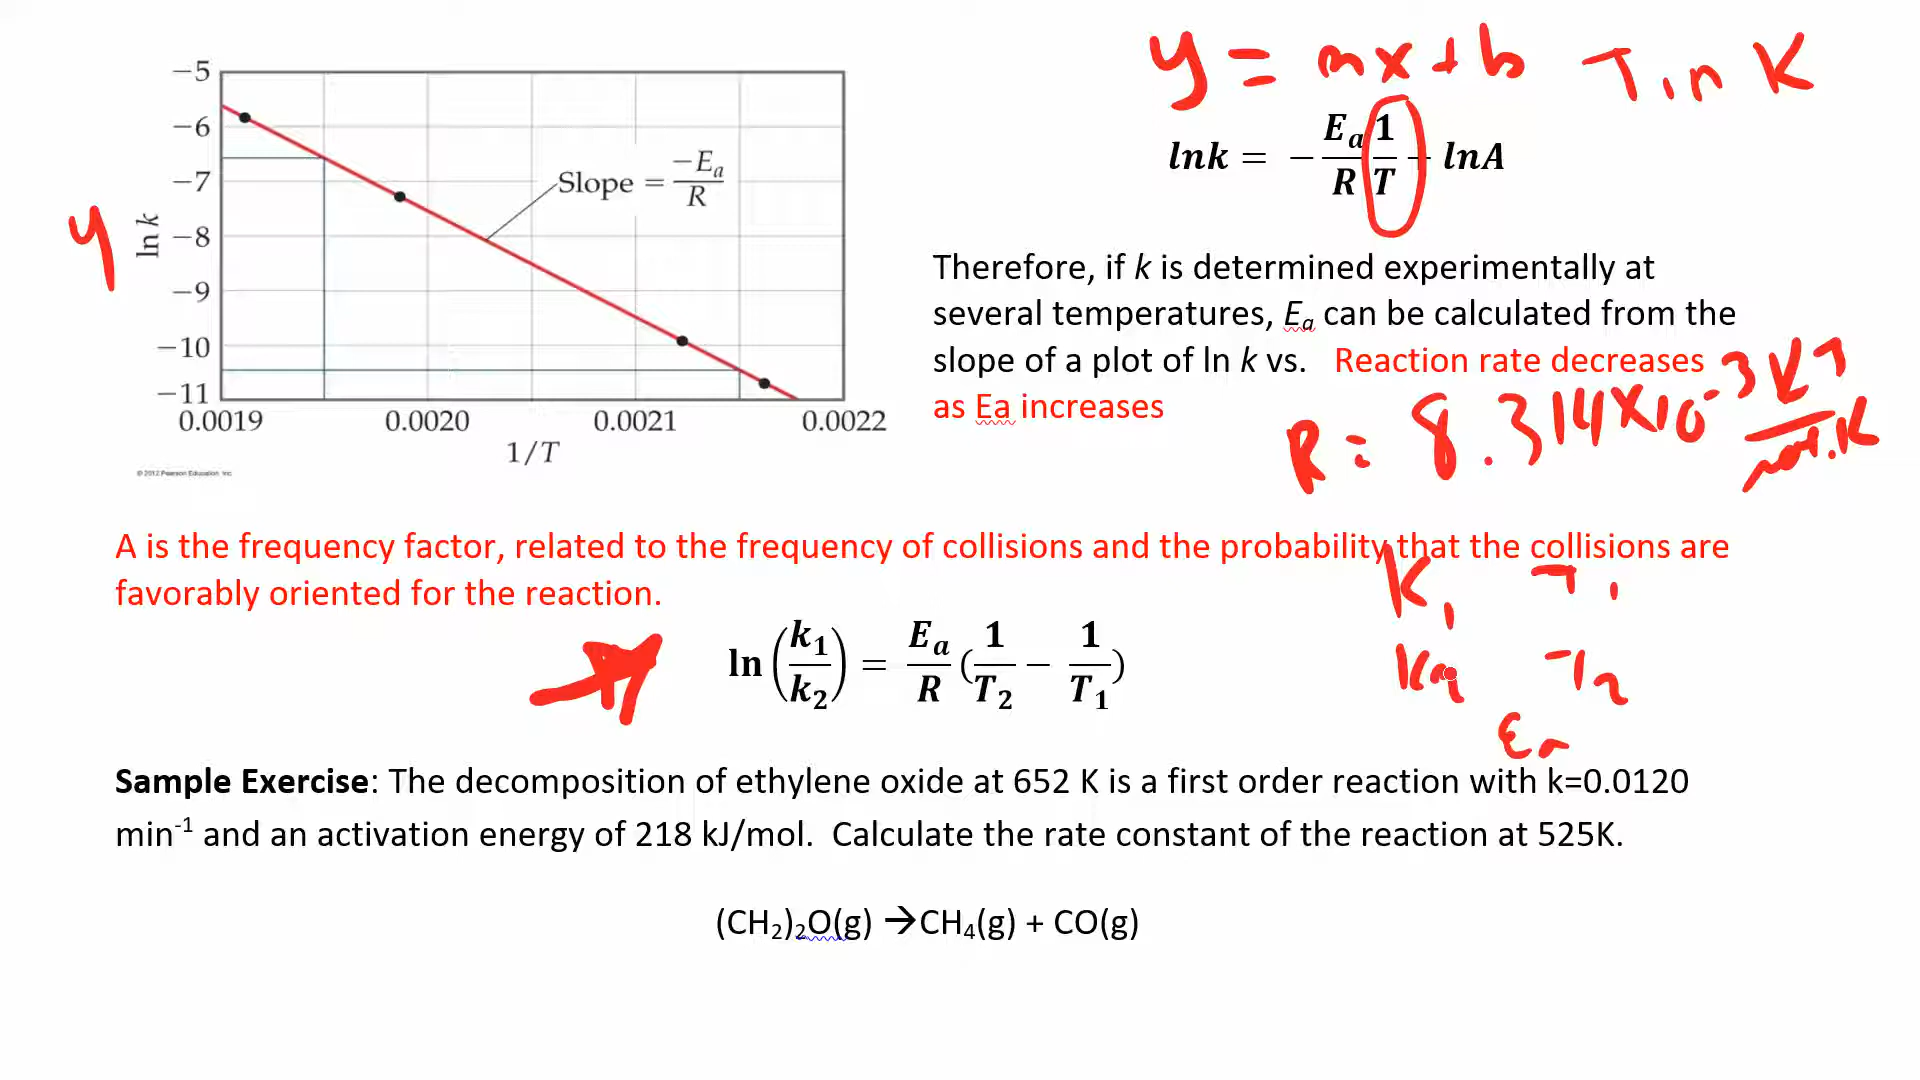 y = mx + b T in K
lnk = − Ea/R 1/T + lnA
−5
−6
−7
−8
−9
−10
−11
y
ln k
Slope = −Ea/R
0.0019 0.0020 0.0021 0.0022
1/T
© 2012 Pearson Education, Inc.
Therefore, if k is determined experimentally at
several temperatures, Ea can be calculated from the
slope of a plot of ln k vs. Reaction rate decreases
as Ea increases
R = 8.314 x 10⁻³ KJ/mol.K
A is the frequency factor, related to the frequency of collisions and the probability that the collisions are
favorably oriented for the reaction.
K1 T1
ln(k₁/k₂) = Ea/R (1/T₂ − 1/T₁)
K2 T2
Ea
Sample Exercise: The decomposition of ethylene oxide at 652 K is a first order reaction with k=0.0120
min⁻¹ and an activation energy of 218 kJ/mol. Calculate the rate constant of the reaction at 525K.
(CH₂)₂O(g) →CH₄(g) + CO(g)